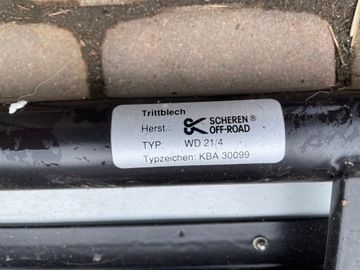 Trittblech
Herst.: SCHEREN®
OFF-ROAD
TYP: WD 21/4
Typzeichen: KBA 30099